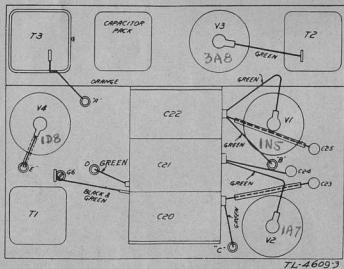 T3
CAPACITOR
PACK
V3
3A8
GREEN
T2
ORANGE
"A"
GREEN
V4
1D8
"E"
C22
V1
1N5
C25
GREEN
"B"
D
GREEN
C21
GREEN
C24
C23
G6
BLACK &
GREEN
T1
C20
GREEN
"C"
V2
1A7
TL-4609-3